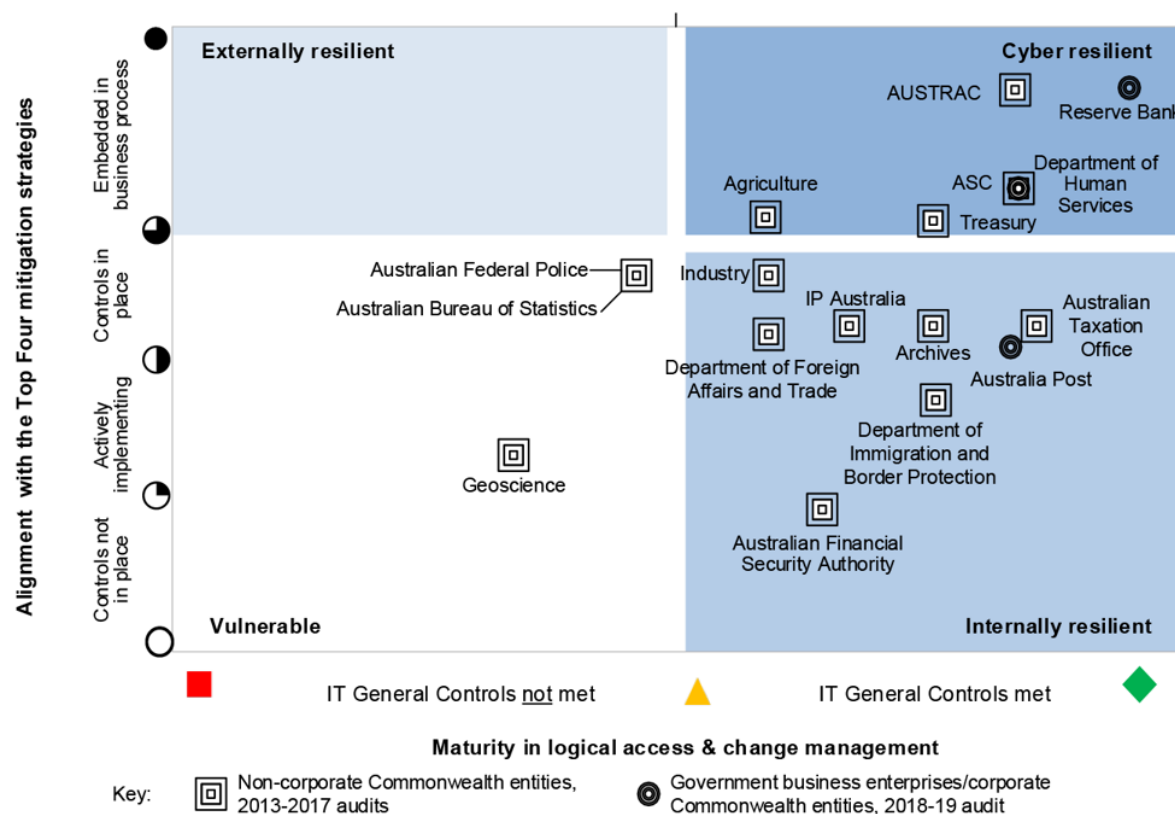 Externally resilient
Cyber resilient
AUSTRAC
Reserve Bank
Agriculture
ASC
Department of
Human
Services
Treasury
Australian Federal Police
Australian Bureau of Statistics
Industry
IP Australia
Archives
Australian
Taxation
Office
Australia Post
Department of Foreign
Affairs and Trade
Department of
Immigration and
Border Protection
Geoscience
Australian Financial
Security Authority
Vulnerable
Internally resilient
Alignment with the Top Four mitigation strategies
Embedded in
business process
Controls in
place
Actively
implementing
Controls not
in place
IT General Controls not met
IT General Controls met
Maturity in logical access & change management
Key:
Non-corporate Commonwealth entities,
2013-2017 audits
Government business enterprises/corporate
Commonwealth entities, 2018-19 audit